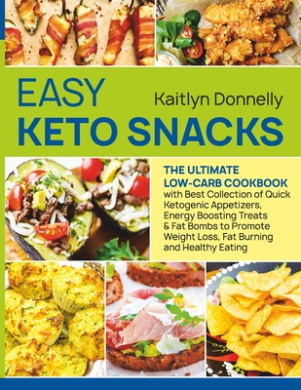 EASY
Kaitlyn Donnelly
KETO SNACKS
THE ULTIMATE
LOW-CARB COOKBOOK
with Best Collection of Quick
Ketogenic Appetizers,
Energy Boosting Treats
& Fat Bombs to Promote
Weight Loss, Fat Burning
and Healthy Eating